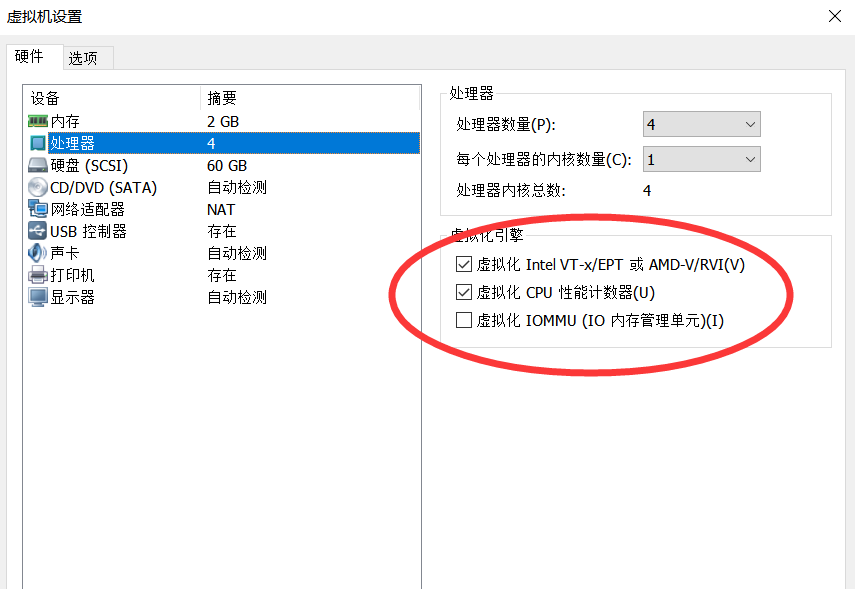 虚拟机设置
硬件 选项
设备 摘要
内存 2 GB
处理器 4
硬盘 (SCSI) 60 GB
CD/DVD (SATA) 自动检测
网络适配器 NAT
USB 控制器 存在
声卡 自动检测
打印机 存在
显示器 自动检测
处理器
处理器数量(P): 4
每个处理器的内核数量(C): 1
处理器内核总数: 4
虚拟化引擎
虚拟化 Intel VT-x/EPT 或 AMD-V/RVI(V)
虚拟化 CPU 性能计数器(U)
虚拟化 IOMMU (IO 内存管理单元)(I)